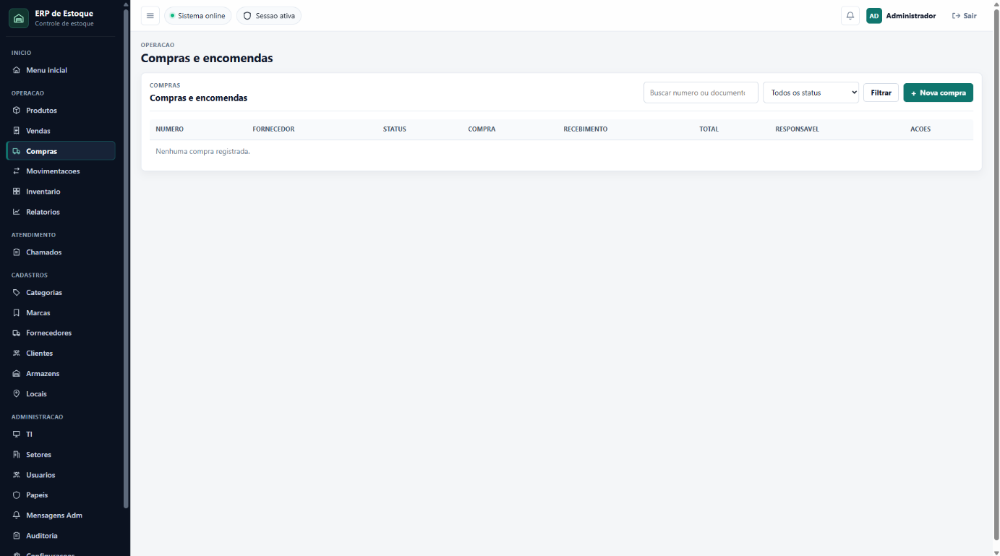 ERP de Estoque
Controle de estoque
INICIO
Menu inicial
OPERACAO
Produtos
Vendas
Compras
Movimentacoes
Inventario
Relatorios
ATENDIMENTO
Chamados
CADASTROS
Categorias
Marcas
Fornecedores
Clientes
Armazens
Locais
ADMINISTRACAO
TI
Setores
Usuarios
Papeis
Mensagens Adm
Auditoria
Configuracoes
Sistema online
Sessao ativa
AD
Administrador
Sair
OPERACAO
Compras e encomendas
COMPRAS
Compras e encomendas
Buscar numero ou document
Todos os status
Filtrar
+ Nova compra
NUMERO FORNECEDOR STATUS COMPRA RECEBIMENTO TOTAL RESPONSAVEL ACOES
Nenhuma compra registrada.